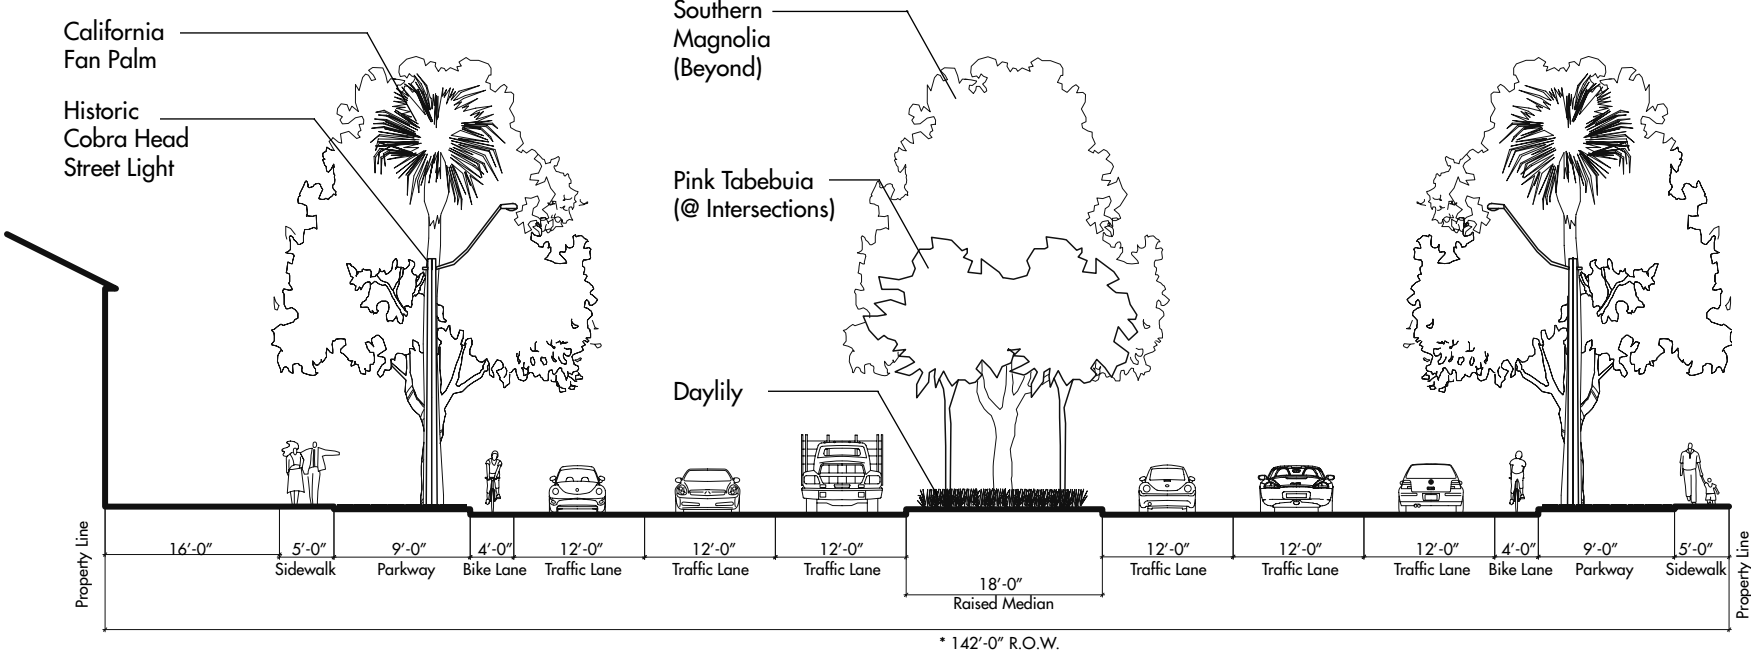 California
Fan Palm
Historic
Cobra Head
Street Light
Southern
Magnolia
(Beyond)
Pink Tabebuia
(@ Intersections)
Daylily
Property Line
16'-0"
5'-0"
9'-0"
4'-0"
12'-0"
12'-0"
12'-0"
12'-0"
12'-0"
12'-0"
4'-0"
9'-0"
5'-0"
Sidewalk
Parkway
Bike Lane
Traffic Lane
Traffic Lane
Traffic Lane
Traffic Lane
Traffic Lane
Traffic Lane
Bike Lane
Parkway
Sidewalk
Property Line
18'-0"
Raised Median
* 142'-0" R.O.W.